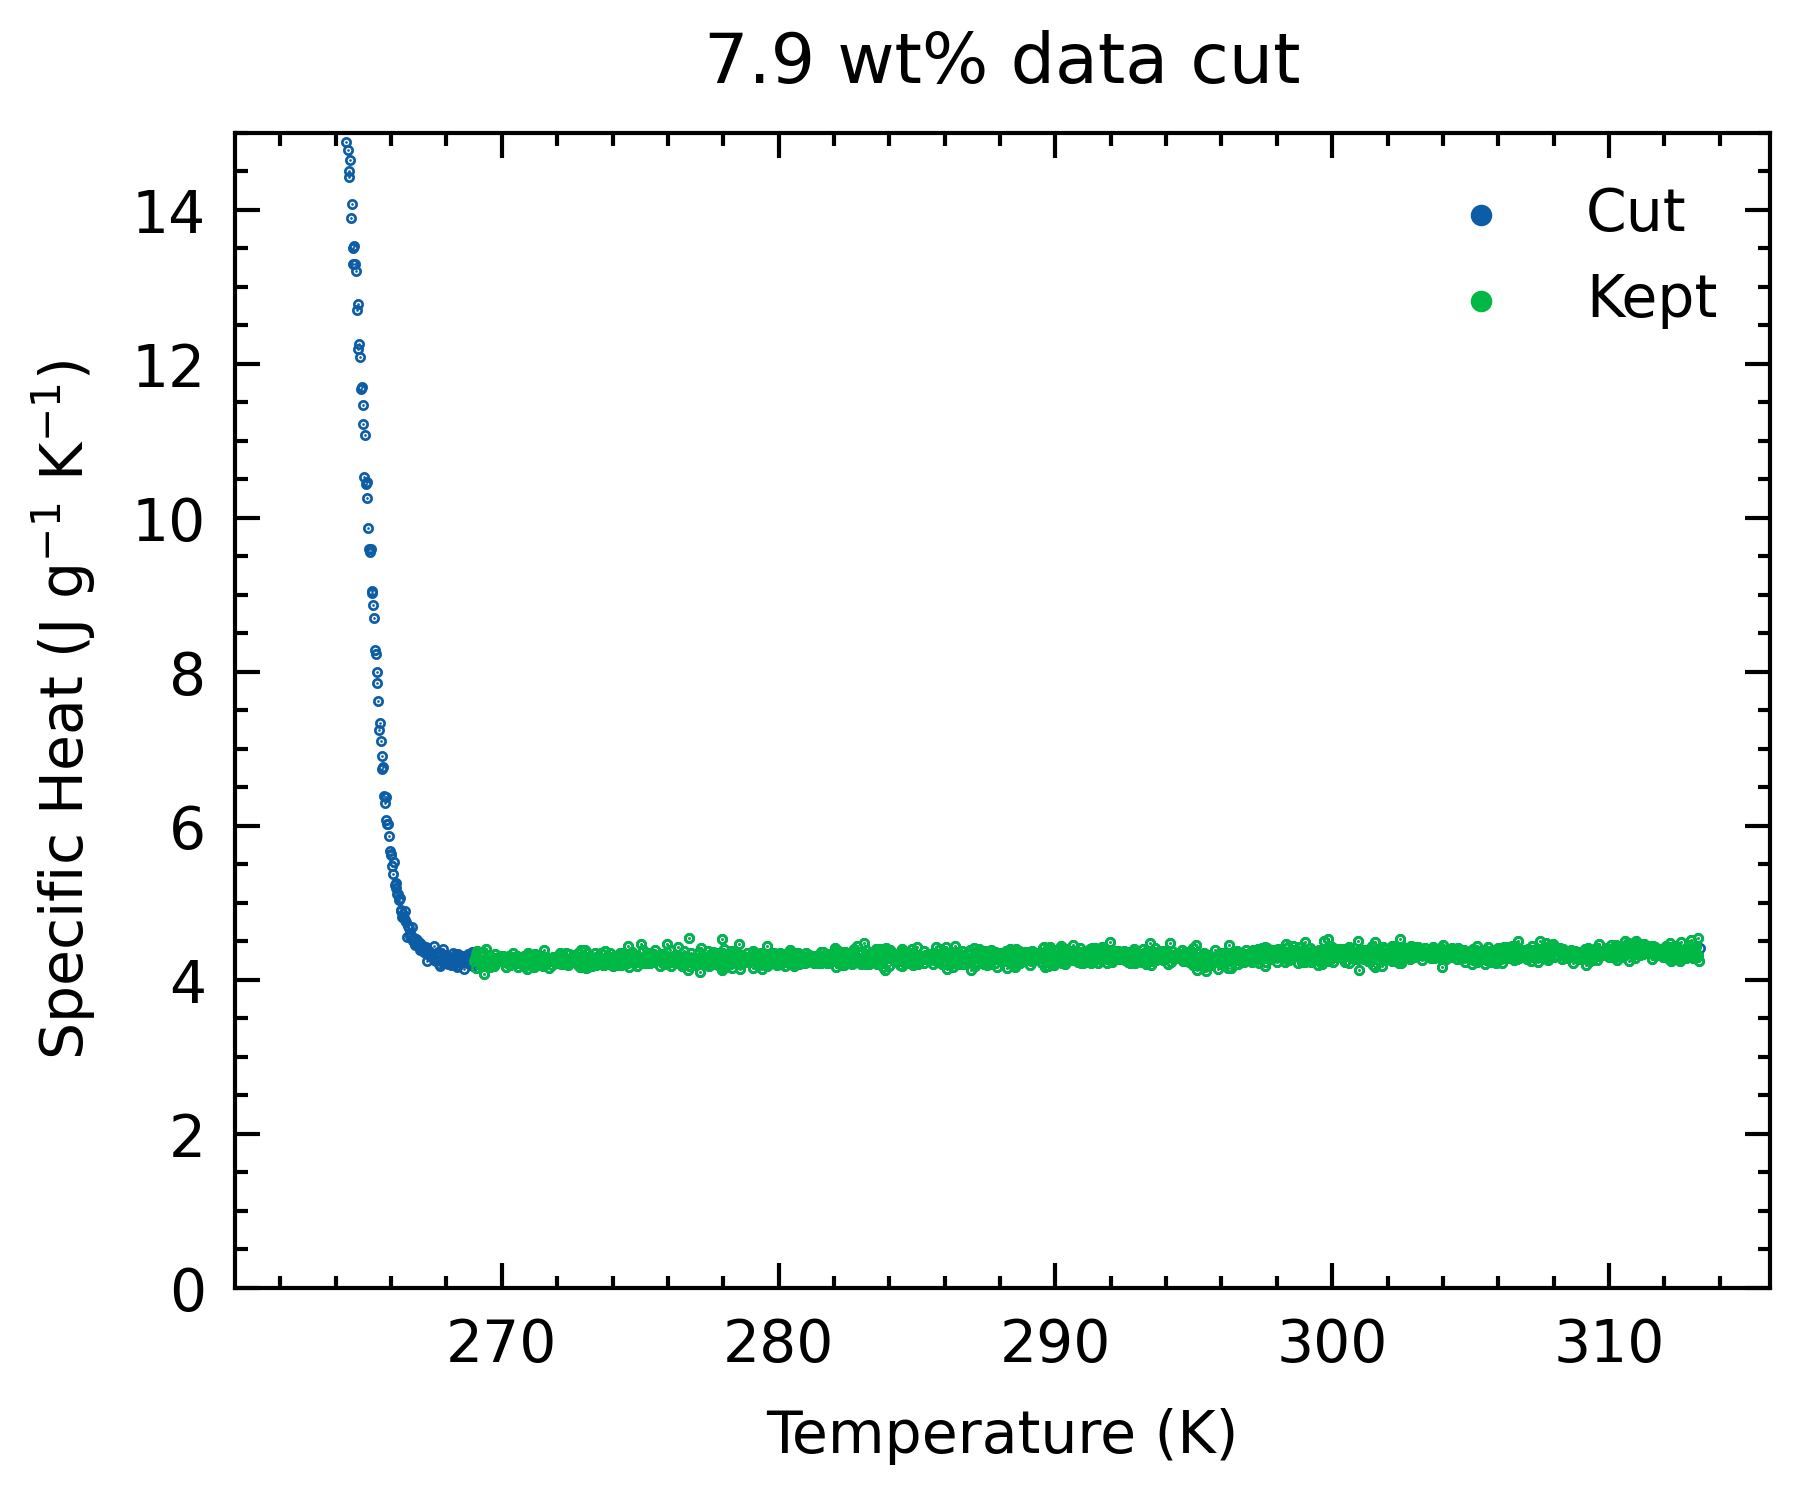 7.9 wt% data cut
Cut
Kept
14
12
10
8
6
4
2
0
Specific Heat (J g⁻¹ K⁻¹)
270 280 290 300 310
Temperature (K)